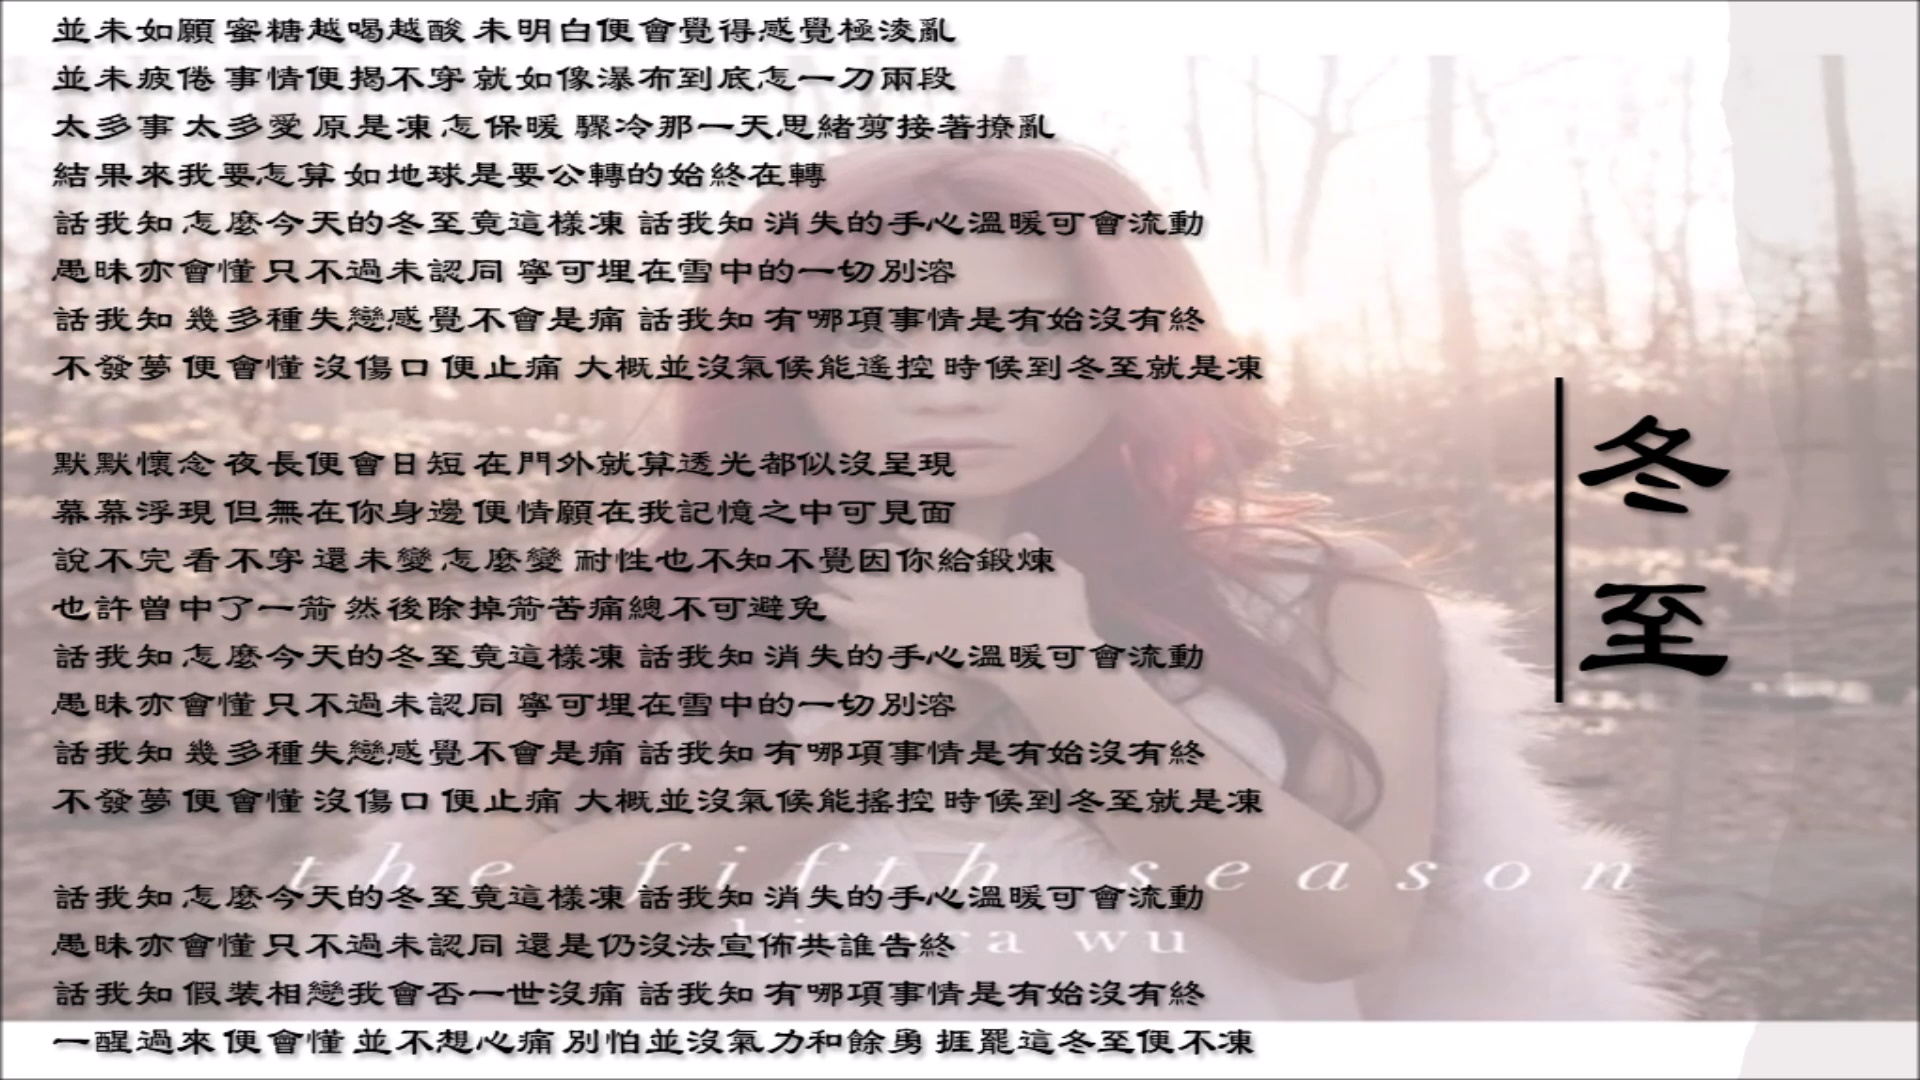 並未如願 蜜糖越喝越酸 未明白便會覺得感覺極淩亂
並未疲倦 事情便揭不穿 就如像瀑布到底怎一刀兩段
太多事 太多愛 原是凍 怎保暖 驟冷那一天思緒剪接著撩亂
結果來我要怎算 如地球是要公轉的始終在轉
話我知 怎麼今天的冬至竟這樣凍 話我知 消失的手心溫暖可會流動
愚昧亦會懂 只不過未認同 寧可埋在雪中的一切別溶
話我知 幾多種失戀感覺不會是痛 話我知 有哪項事情是有始沒有終
不發夢 便會懂 沒傷口 便止痛 大概並沒氣候能遙控 時候到冬至就是凍
默默懷念 夜長便會日短 在門外就算透光都似沒呈現
幕幕浮現 但無在你身邊 便情願在我記憶之中可見面
說不完 看不穿 還未變 怎麼變 耐性也不知不覺因你給鍛煉
也許曾中了一箭 然後除掉箭苦痛總不可避免
話我知 怎麼今天的冬至竟這樣凍 話我知 消失的手心溫暖可會流動
愚昧亦會懂 只不過未認同 寧可埋在雪中的一切別溶
話我知 幾多種失戀感覺不會是痛 話我知 有哪項事情是有始沒有終
不發夢 便會懂 沒傷口 便止痛 大概並沒氣候能搖控 時候到冬至就是凍
話我知 怎麼今天的冬至竟這樣凍 話我知 消失的手心溫暖可會流動
愚昧亦會懂 只不過未認同 還是仍沒法宣佈共誰告終
話我知 假裝相戀我會否一世沒痛 話我知 有哪項事情是有始沒有終
一醒過來 便會懂 並不想心痛 別怕並沒氣力和餘勇 捱罷這冬至便不凍
冬至
the fifth season
bianca wu